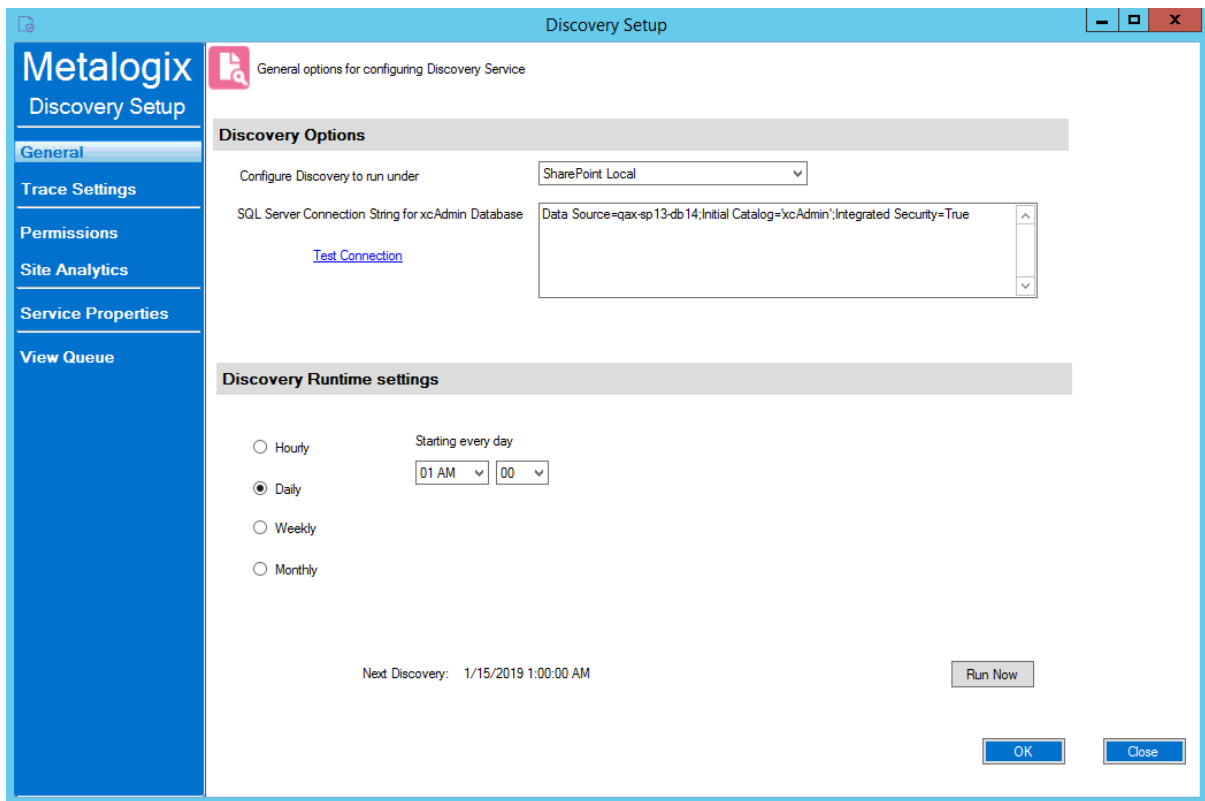 Discovery Setup
x
Metalogix
Discovery Setup
General
Trace Settings
Permissions
Site Analytics
Service Properties
View Queue
General options for configuring Discovery Service
Discovery Options
Configure Discovery to run under
SharePoint Local
SQL Server Connection String for xcAdmin Database
Data Source=qax-sp13-db14;Initial Catalog='xcAdmin';Integrated Security=True
Test Connection
Discovery Runtime settings
Hourly
Daily
Weekly
Monthly
Starting every day
01 AM 00
Next Discovery: 1/15/2019 1:00:00 AM
Run Now
OK Close